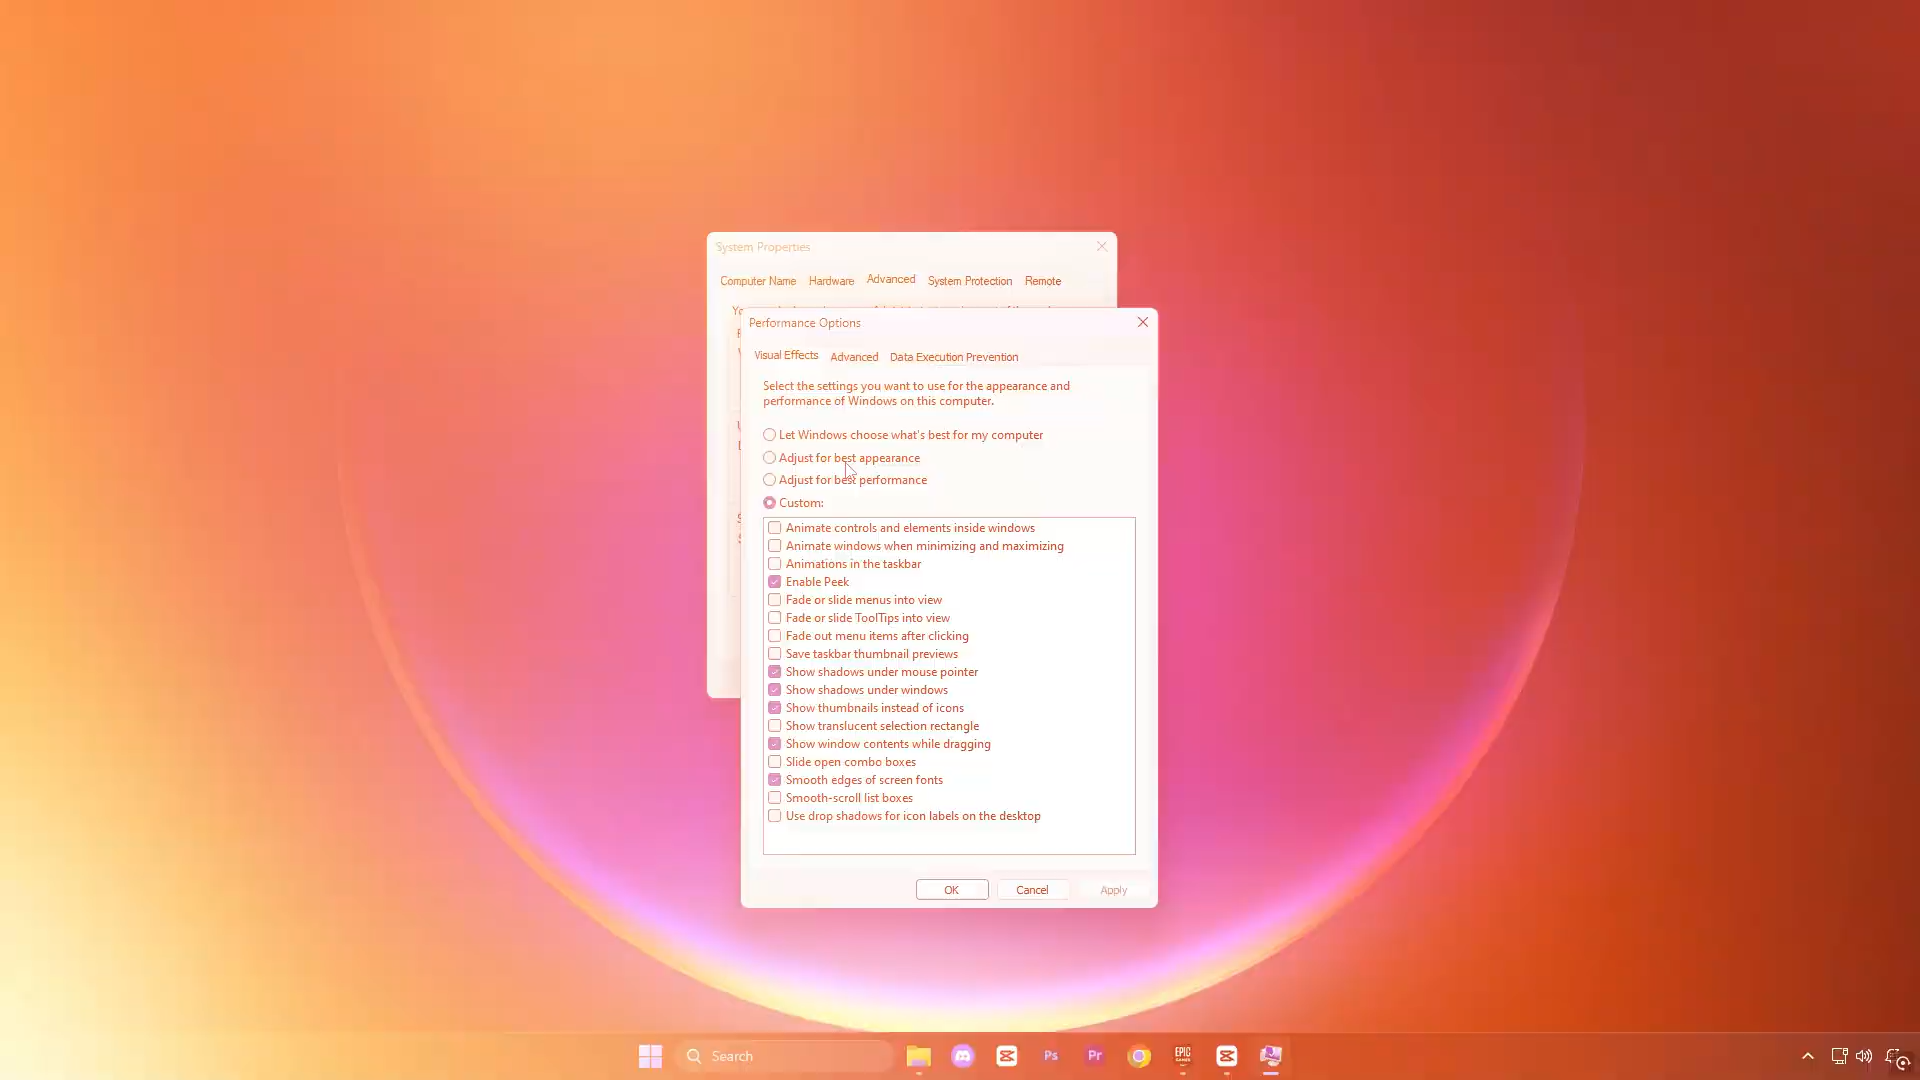 System Properties
Computer Name Hardware Advanced System Protection Remote
Performance Options
Visual Effects Advanced Data Execution Prevention
Select the settings you want to use for the appearance and
performance of Windows on this computer.
Let Windows choose what's best for my computer
Adjust for best appearance
Adjust for best performance
Custom:
Animate controls and elements inside windows
Animate windows when minimizing and maximizing
Animations in the taskbar
Enable Peek
Fade or slide menus into view
Fade or slide ToolTips into view
Fade out menu items after clicking
Save taskbar thumbnail previews
Show shadows under mouse pointer
Show shadows under windows
Show thumbnails instead of icons
Show translucent selection rectangle
Show window contents while dragging
Slide open combo boxes
Smooth edges of screen fonts
Smooth-scroll list boxes
Use drop shadows for icon labels on the desktop
OK Cancel Apply
Search Ps Pr EPIC GAMES